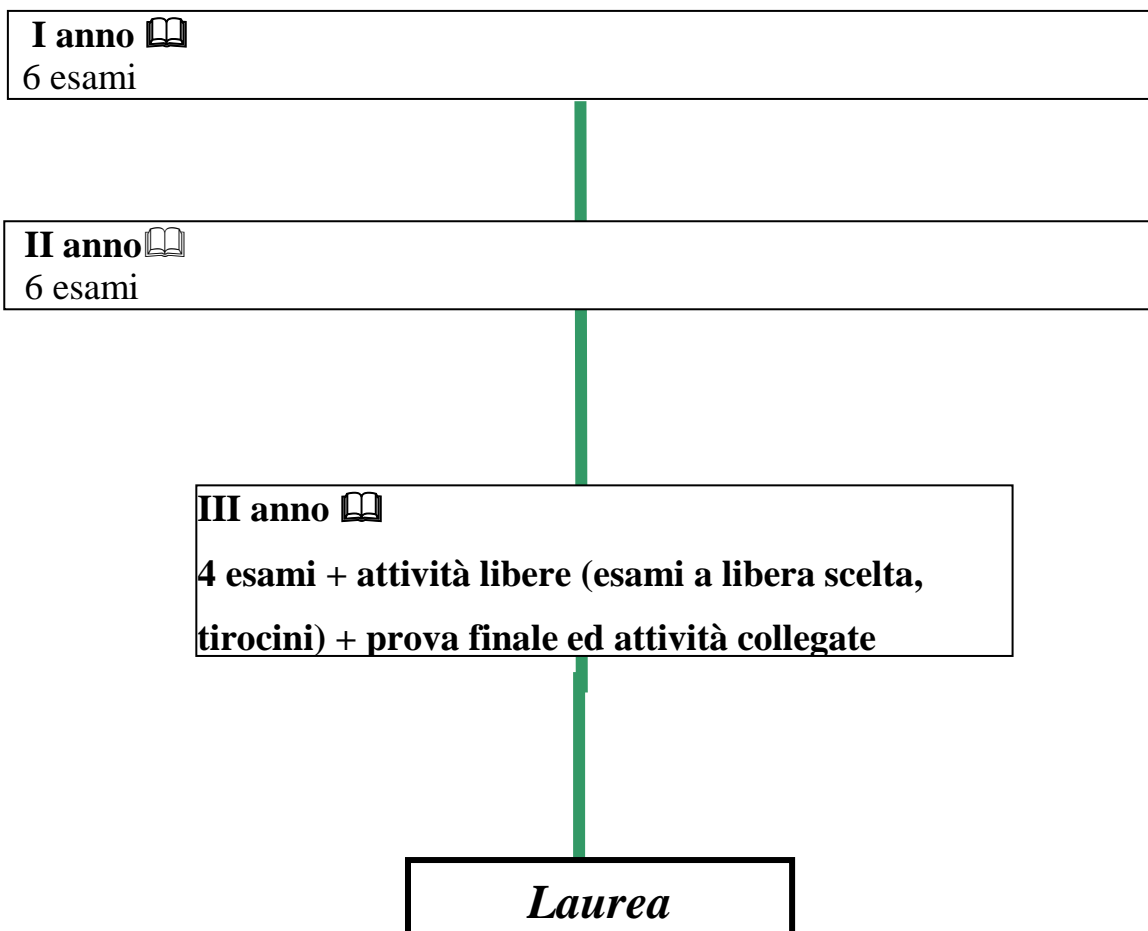 I anno
6 esami
II anno
6 esami
III anno
4 esami + attività libere (esami a libera scelta,
tirocini) + prova finale ed attività collegate
Laurea